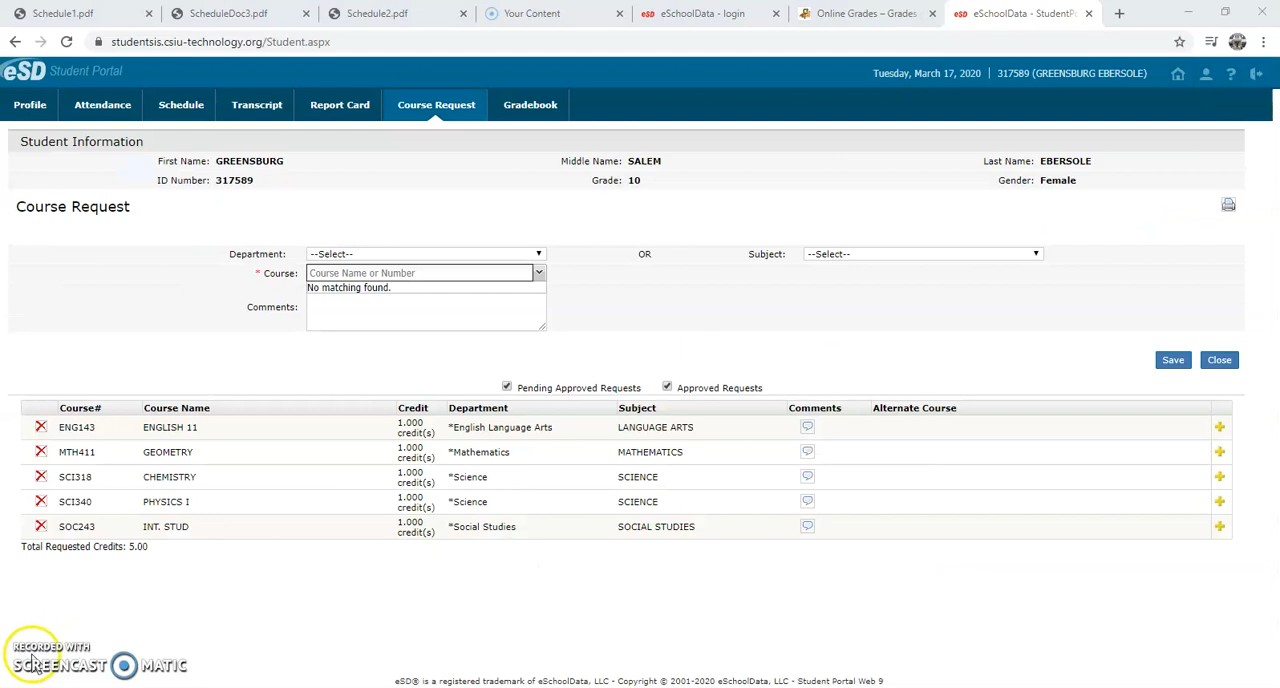 Schedule1.pdf ScheduleDoc3.pdf Schedule2.pdf Your Content eSD eSchoolData - login Online Grades – Grades eSD eSchoolData - StudentPo
studentsis.csiu-technology.org/Student.aspx
eSD Student Portal Tuesday, March 17, 2020 317589 (GREENSBURG EBERSOLE) ?
Profile Attendance Schedule Transcript Report Card Course Request Gradebook
Student Information
First Name: GREENSBURG Middle Name: SALEM Last Name: EBERSOLE
ID Number: 317589 Grade: 10 Gender: Female
Course Request
Department: --Select-- OR Subject: --Select--
* Course: Course Name or Number
No matching found.
Comments:
Save Close
Pending Approved Requests Approved Requests
Course# Course Name Credit Department Subject Comments Alternate Course
ENG143 ENGLISH 11 1.000 credit(s) *English Language Arts LANGUAGE ARTS
MTH411 GEOMETRY 1.000 credit(s) *Mathematics MATHEMATICS
SCI318 CHEMISTRY 1.000 credit(s) *Science SCIENCE
SCI340 PHYSICS I 1.000 credit(s) *Science SCIENCE
SOC243 INT. STUD 1.000 credit(s) *Social Studies SOCIAL STUDIES
Total Requested Credits: 5.00
RECORDED WITH
SCREENCAST MATIC
eSD® is a registered trademark of eSchoolData, LLC - Copyright © 2001-2020 eSchoolData, LLC - Student Portal Web 9